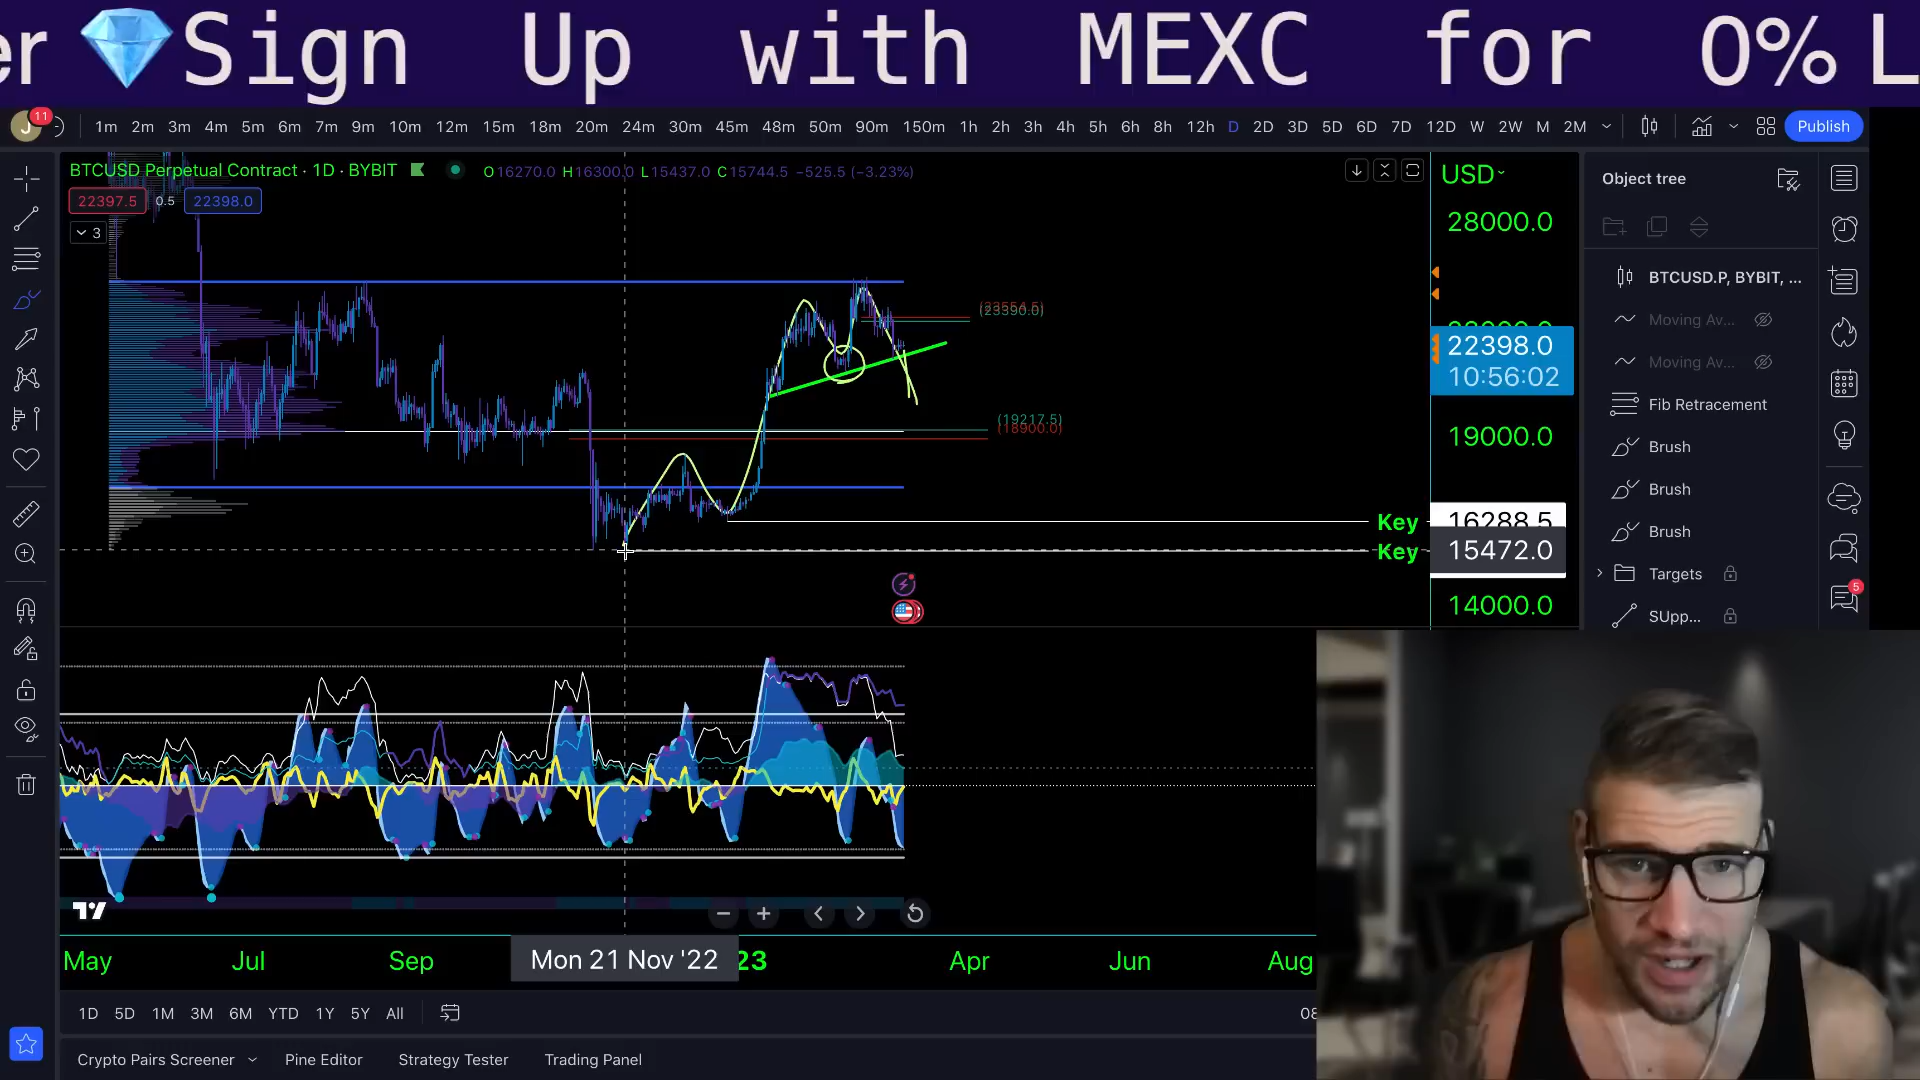 er 💎Sign Up with MEXC for 0% L
J 11 1m 2m 3m 4m 5m 6m 7m 9m 10m 12m 15m 18m 20m 24m 30m 45m 48m 50m 90m 150m 1h 2h 3h 4h 5h 6h 8h 12h D 2D 3D 5D 6D 7D 12D W 2W M 2M Publish
BTCUSD Perpetual Contract · 1D · BYBIT O16270.0 H16300.0 L15437.0 C15744.5 −525.5 (−3.23%)
USD
Object tree
22397.5 0.5 22398.0
3
28000.0
BTCUSD.P, BYBIT, ...
(23390.0)
Moving Av...
22398.0
10:56:02
Moving Av...
Fib Retracement
(19217.5)
(18900.0)
19000.0
Brush
Brush
Key 16288.5
Brush
Key 15472.0
Targets
5
14000.0
SUpp...
May Jul Sep Mon 21 Nov '22 23 Apr Jun Aug
1D 5D 1M 3M 6M YTD 1Y 5Y All 08
Crypto Pairs Screener Pine Editor Strategy Tester Trading Panel